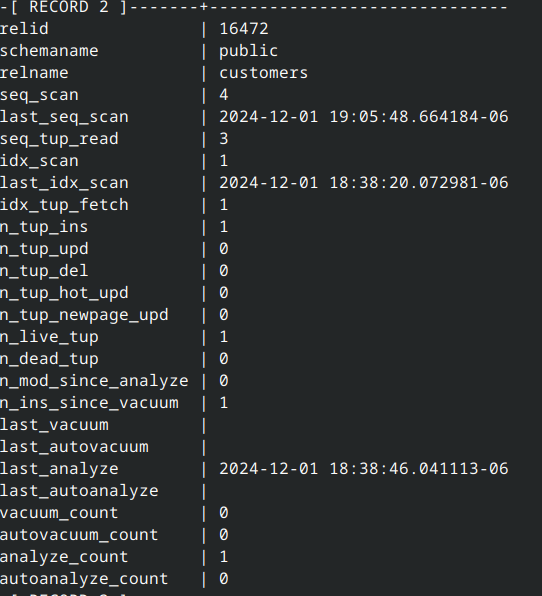 -[ RECORD 2 ]-------+------------------------------
relid               | 16472
schemaname          | public
relname             | customers
seq_scan            | 4
last_seq_scan       | 2024-12-01 19:05:48.664184-06
seq_tup_read        | 3
idx_scan            | 1
last_idx_scan       | 2024-12-01 18:38:20.072981-06
idx_tup_fetch       | 1
n_tup_ins           | 1
n_tup_upd           | 0
n_tup_del           | 0
n_tup_hot_upd       | 0
n_tup_newpage_upd   | 0
n_live_tup          | 1
n_dead_tup          | 0
n_mod_since_analyze | 0
n_ins_since_vacuum  | 1
last_vacuum         |
last_autovacuum     |
last_analyze        | 2024-12-01 18:38:46.041113-06
last_autoanalyze    |
vacuum_count        | 0
autovacuum_count    | 0
analyze_count       | 1
autoanalyze_count   | 0